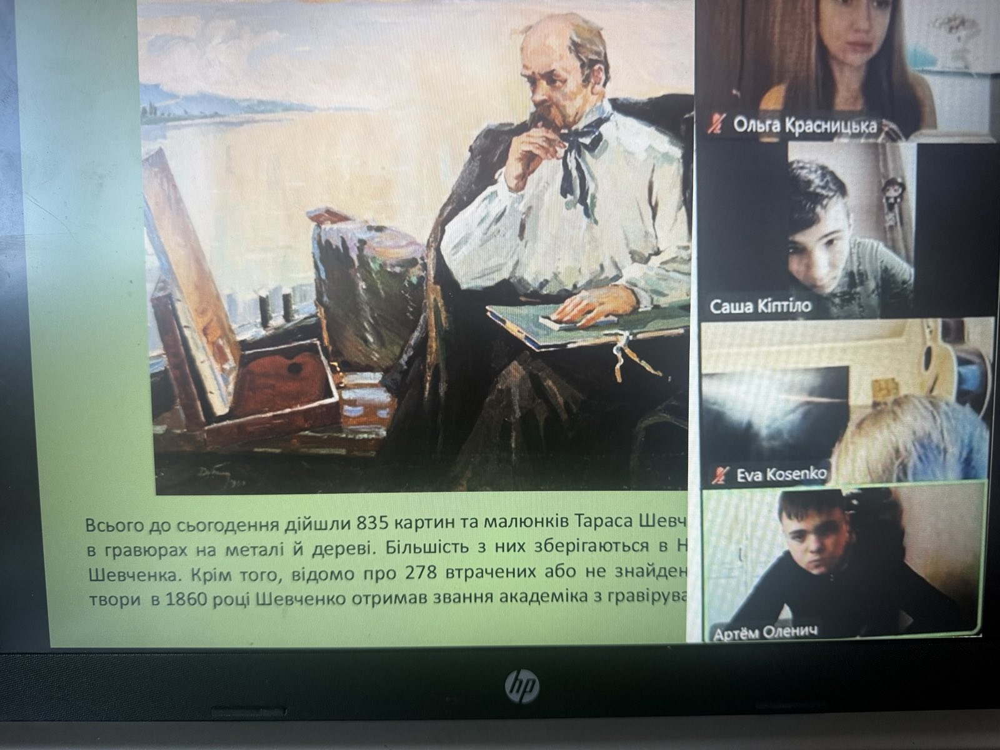 Ольга Красницька
Саша Кіптіло
Eva Kosenko
Артём Оленич
Всього до сьогодення дійшли 835 картин та малюнків Тараса Шевч
в гравюрах на металі й дереві. Більшість з них зберігаються в Н
Шевченка. Крім того, відомо про 278 втрачених або не знайден
твори в 1860 році Шевченко отримав звання академіка з гравірува
hp